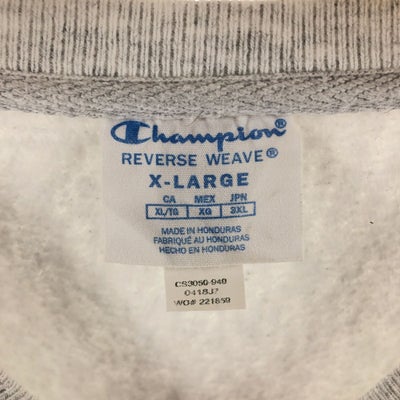 Champion®
REVERSE WEAVE®
X-LARGE
CA MEX JPN
XL/TG XG 3XL
MADE IN HONDURAS
FABRIQUÉ AU HONDURAS
HECHO EN HONDURAS
CS3050-940
0418J?
WO# 221859